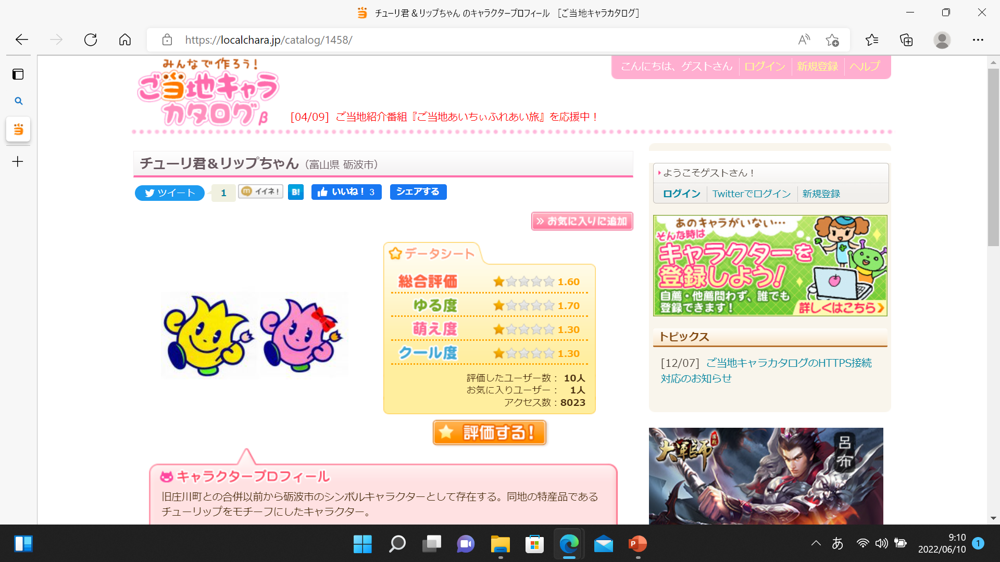 チューリ君＆リップちゃん のキャラクタープロフィール ［ご当地キャラカタログ］
https://localchara.jp/catalog/1458/
みんなで作ろう！
ご当地キャラ
カタログβ
こんにちは、ゲストさん ログイン 新規登録 ヘルプ
[04/09] ご当地紹介番組『ご当地あいちぃふれあい旅』を応援中！
チューリ君＆リップちゃん（富山県 砺波市）
ツイート 1 イイネ！ B! いいね！ 3 シェアする
» お気に入りに追加
データシート
総合評価 1.60
ゆる度 1.70
萌え度 1.30
クール度 1.30
評価したユーザー数： 10人
お気に入りユーザー： 1人
アクセス数：8023
評価する！
キャラクタープロフィール
旧庄川町との合併以前から砺波市のシンボルキャラクターとして存在する。同地の特産品である
チューリップをモチーフにしたキャラクター。
ようこそゲストさん！
ログイン Twitterでログイン 新規登録
あのキャラがいない…
そんな時は
キャラクターを
登録しよう！
自薦・他薦問わず、誰でも
登録できます！
詳しくはこちら
トピックス
[12/07] ご当地キャラカタログのHTTPS接続
対応のお知らせ
大軍師
呂布
あ
9:10
2022/06/10
1